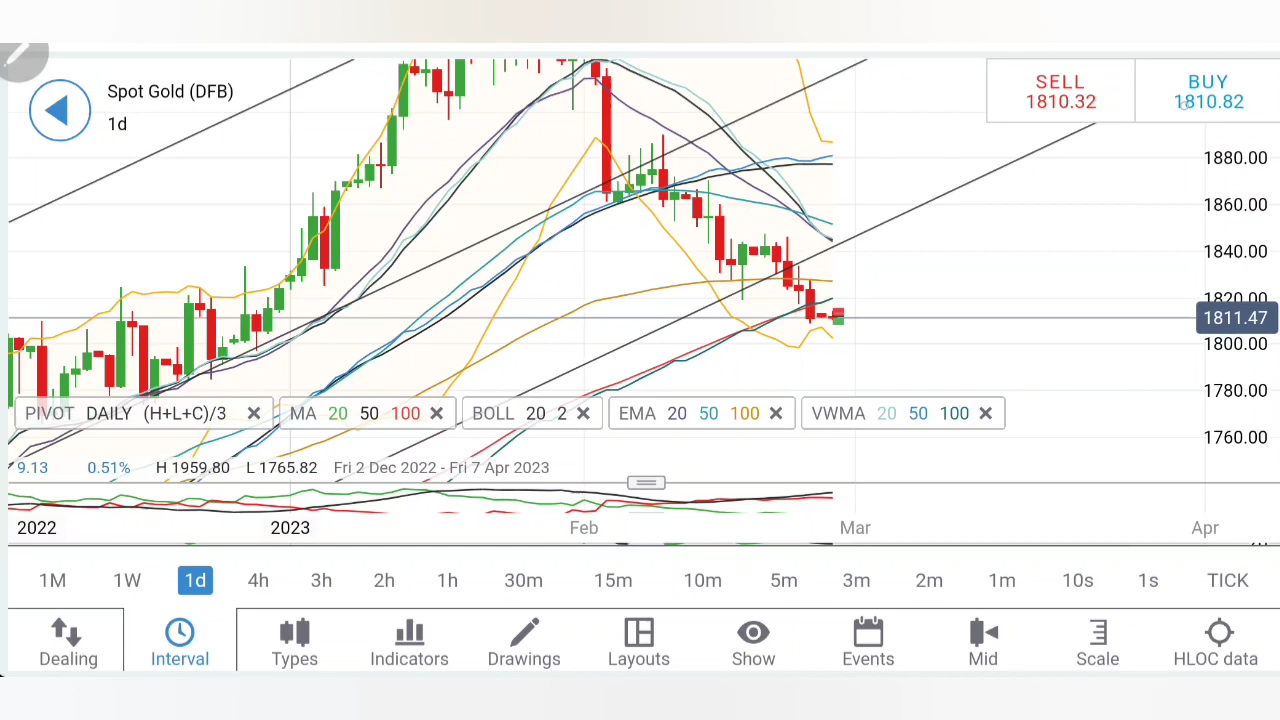 Spot Gold (DFB)
1d
SELL
1810.32
BUY
1810.82
1880.00
1860.00
1840.00
1820.00
1811.47
1800.00
1780.00
1760.00
PIVOT DAILY (H+L+C)/3
MA 20 50 100
BOLL 20 2
EMA 20 50 100
VWMA 20 50 100
9.13 0.51% H 1959.80 L 1765.82 Fri 2 Dec 2022 - Fri 7 Apr 2023
2022 2023 Feb Mar Apr
1M 1W 1d 4h 3h 2h 1h 30m 15m 10m 5m 3m 2m 1m 10s 1s TICK
Dealing Interval Types Indicators Drawings Layouts Show Events Mid Scale HLOC data